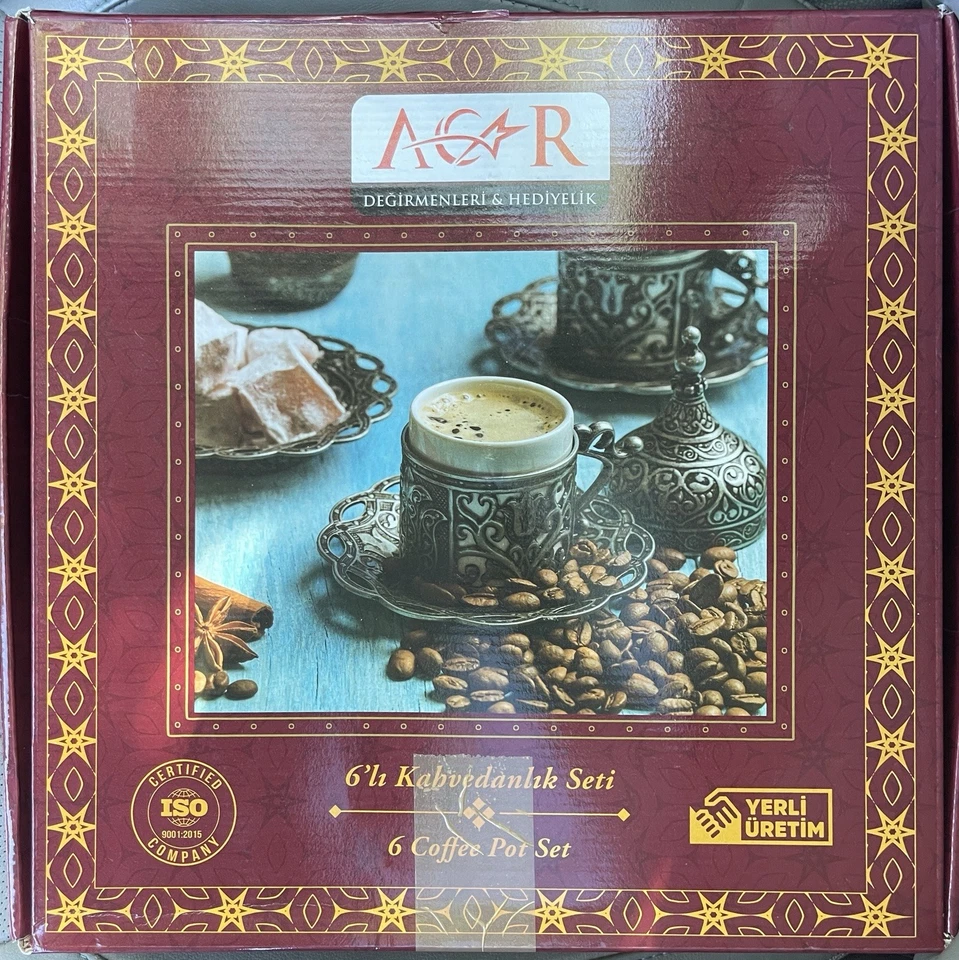 ACAR
DEĞİRMENLERİ & HEDİYELİK
6'lı Kahvedanlık Seti
6 Coffee Pot Set
CERTIFIED
ISO
9001:2015
COMPANY
YERLİ
ÜRETİM